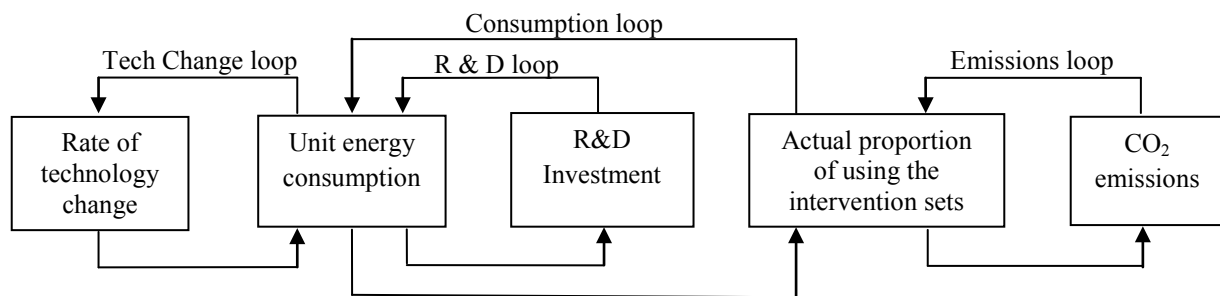 Consumption loop
Tech Change loop
R & D loop
Emissions loop
Rate of
technology
change
Unit energy
consumption
R&D
Investment
Actual proportion
of using the
intervention sets
CO₂
emissions